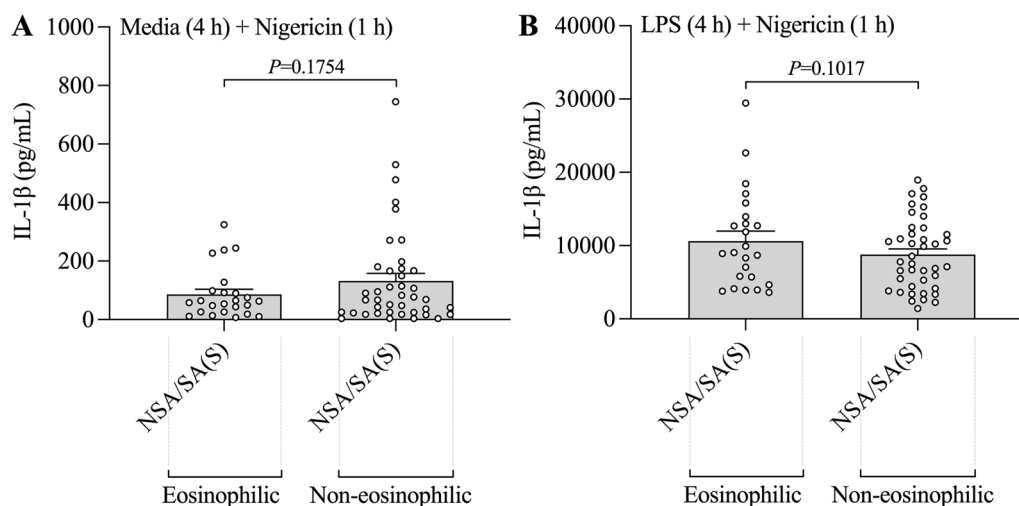 A Media (4 h) + Nigericin (1 h)
P=0.1754
IL-1β (pg/mL)
1000
800
600
400
200
0
NSA/SA(S)
NSA/SA(S)
Eosinophilic
Non-eosinophilic
B LPS (4 h) + Nigericin (1 h)
P=0.1017
IL-1β (pg/mL)
40000
30000
20000
10000
0
NSA/SA(S)
NSA/SA(S)
Eosinophilic
Non-eosinophilic